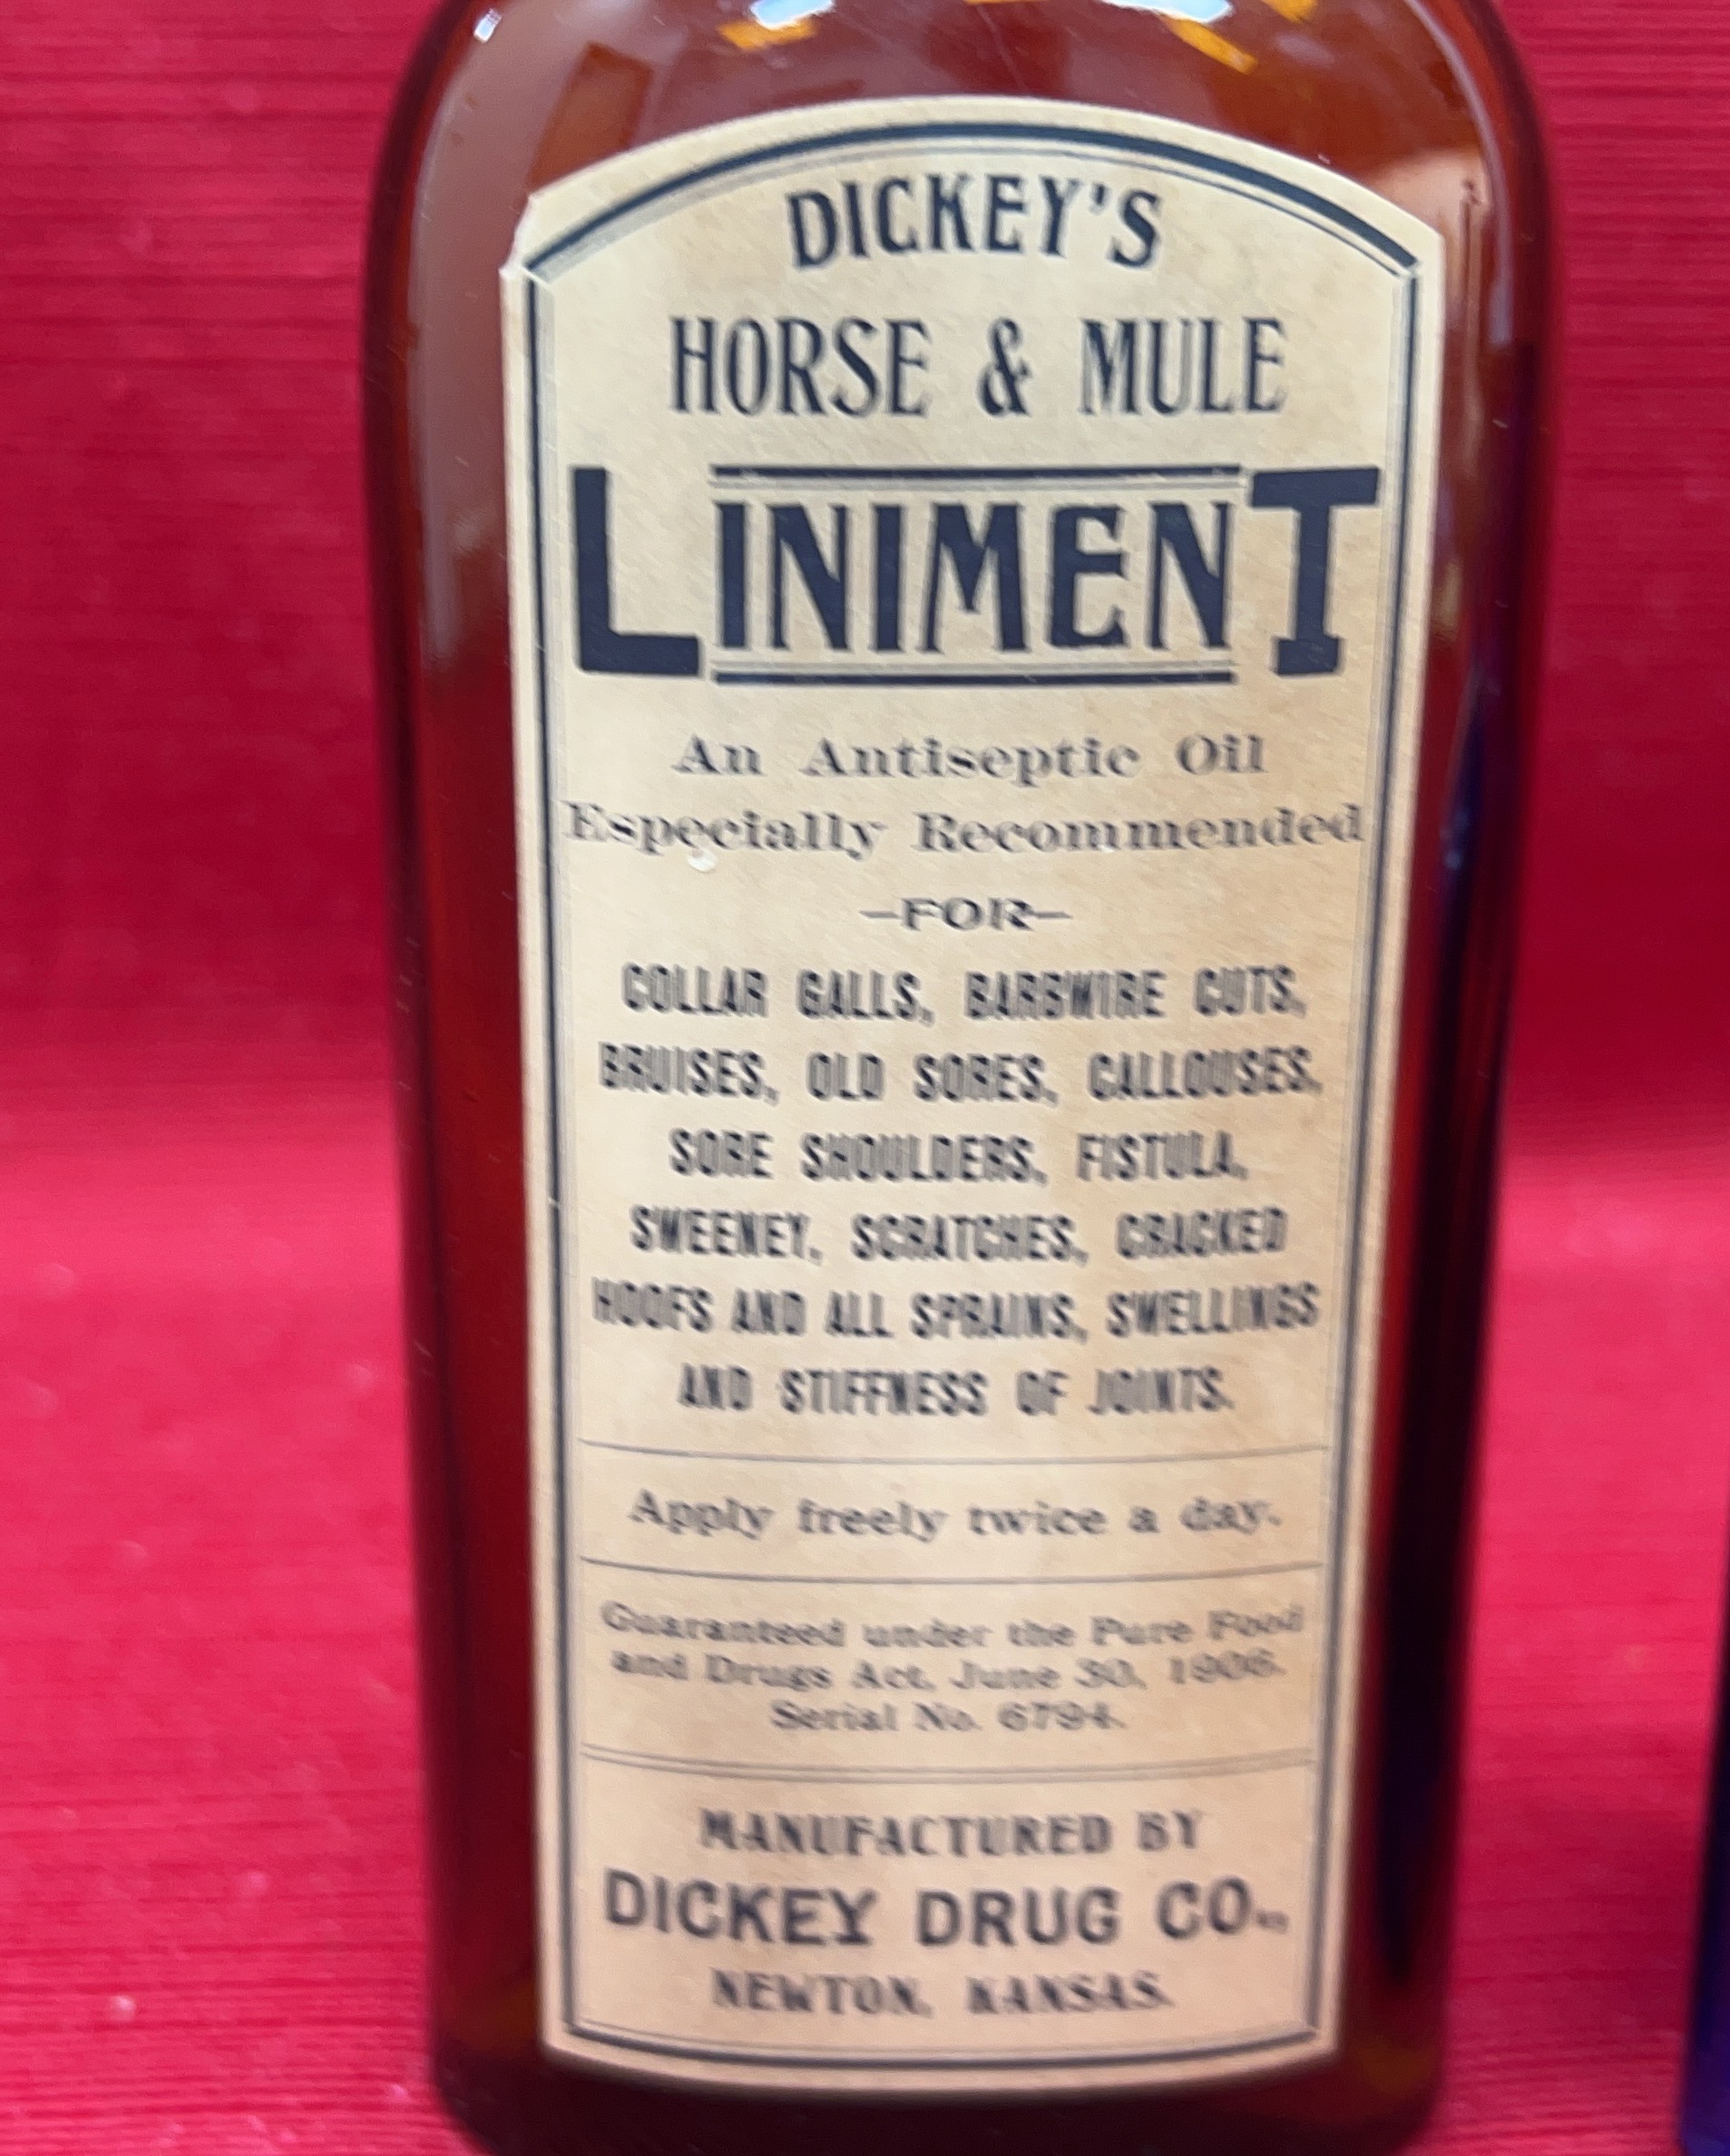 DICKEY'S
HORSE & MULE
LINIMENT
An Antiseptic Oil
Especially Recommended
—FOR—
COLLAR GALLS, BARBWIRE CUTS,
BRUISES, OLD SORES, CALLOUSES,
SORE SHOULDERS, FISTULA,
SWEENEY, SCRATCHES, CRACKED
HOOFS AND ALL SPRAINS, SWELLINGS
AND STIFFNESS OF JOINTS.
Apply freely twice a day.
Guaranteed under the Pure Food
and Drugs Act, June 30, 1906.
Serial No. 6794.
MANUFACTURED BY
DICKEY DRUG CO.,
NEWTON, KANSAS.